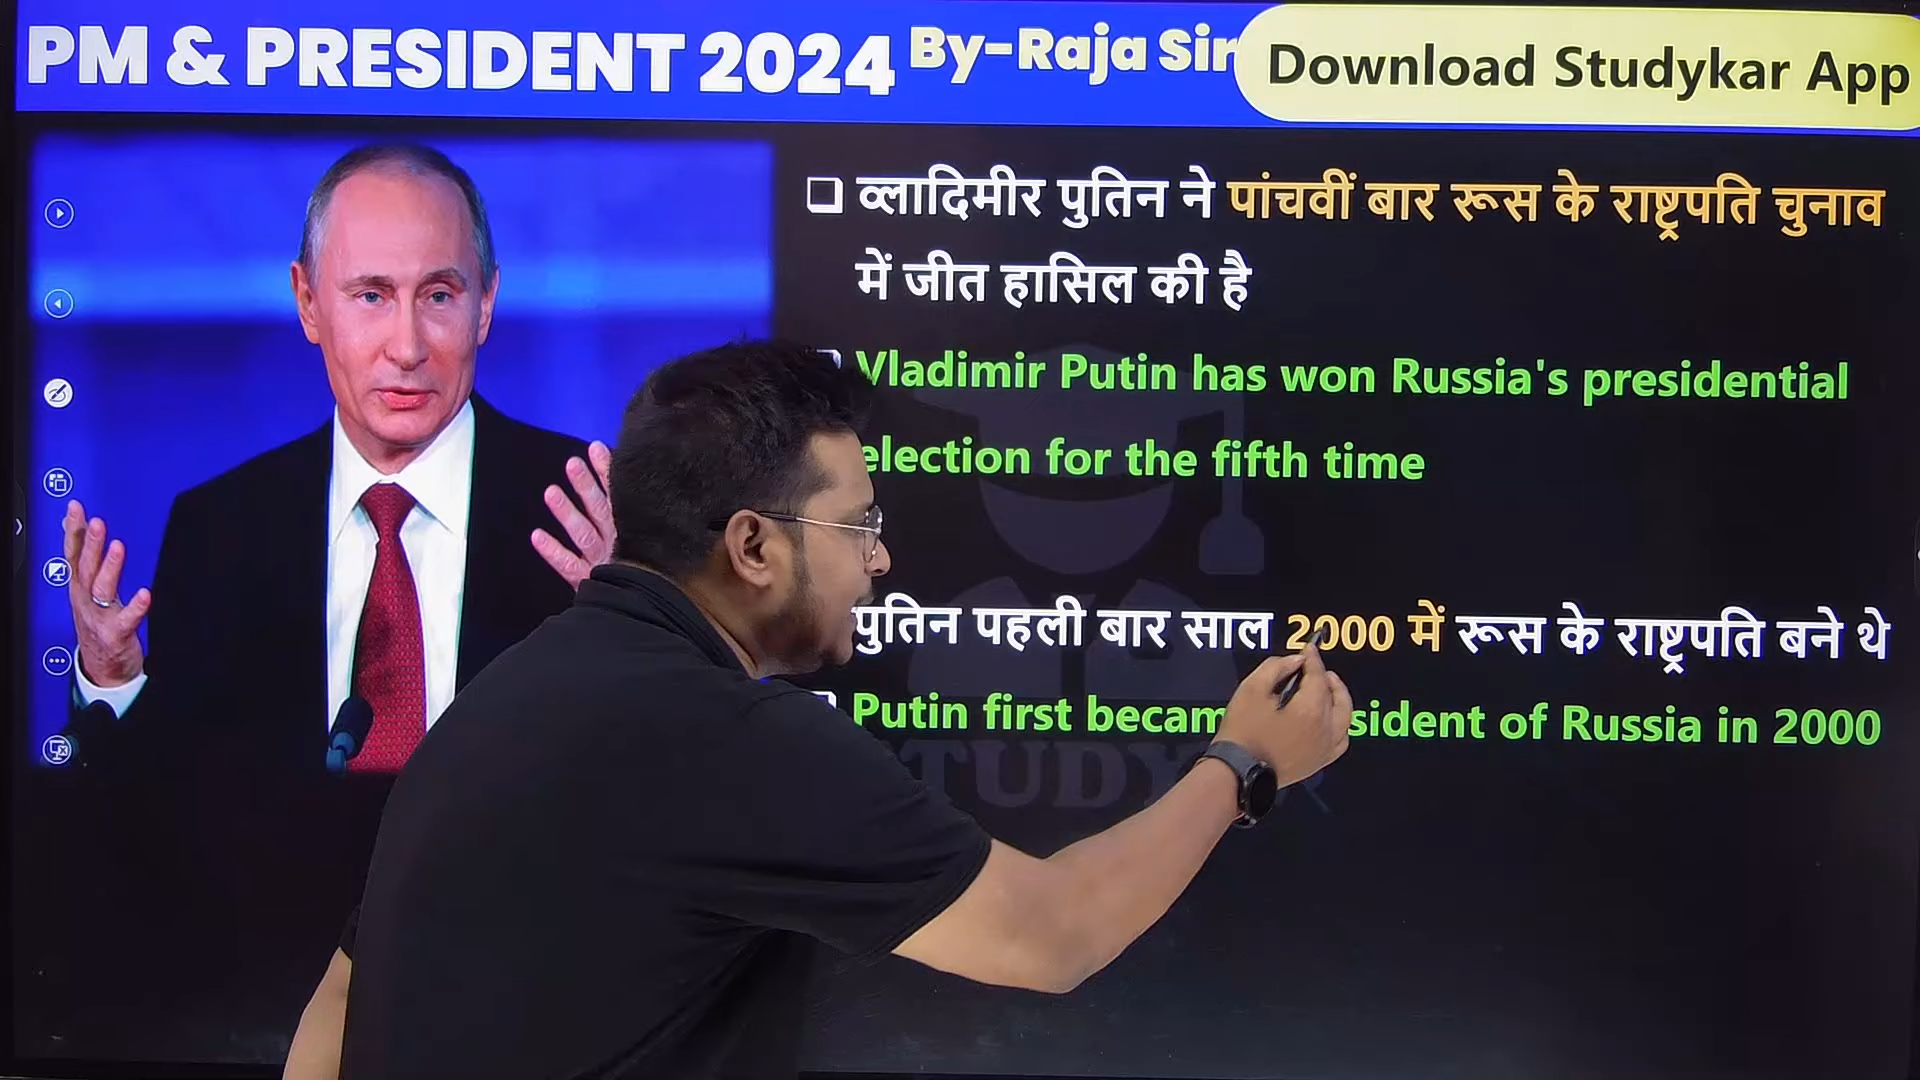 PM & PRESIDENT 2024 By-Raja Sin
Download Studykar App
व्लादिमीर पुतिन ने पांचवीं बार रूस के राष्ट्रपति चुनाव
में जीत हासिल की है
Vladimir Putin has won Russia's presidential
election for the fifth time
पुतिन पहली बार साल 2000 में रूस के राष्ट्रपति बने थे
Putin first becam sident of Russia in 2000